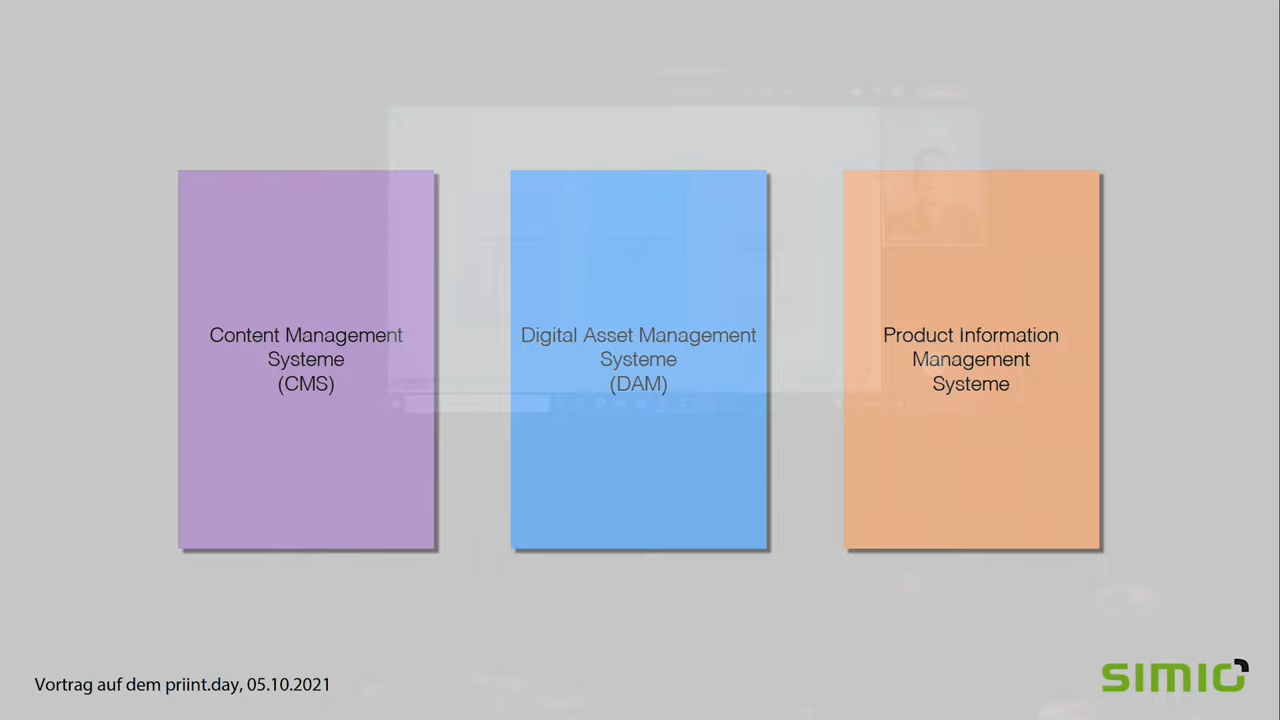 Content Management
Systeme
(CMS)
Digital Asset Management
Systeme
(DAM)
Product Information
Management
Systeme
Vortrag auf dem priint.day, 05.10.2021
SIMIO